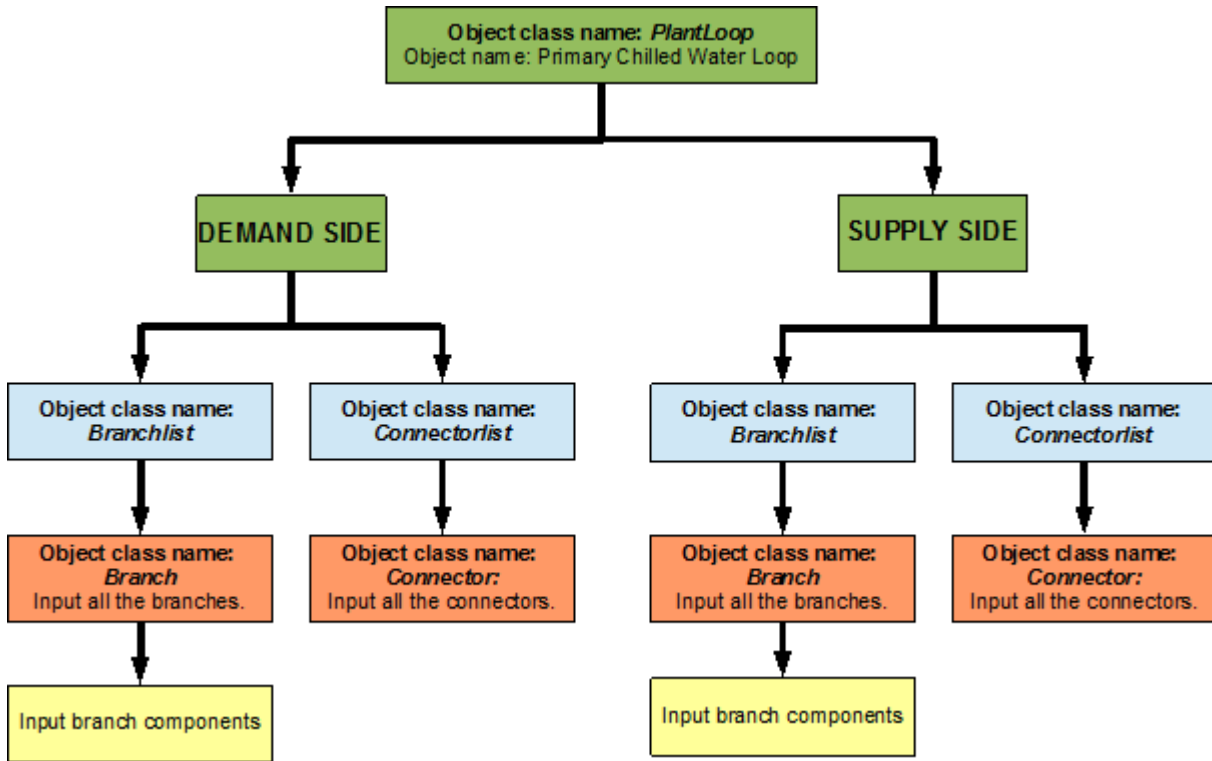 Object class name: PlantLoop
Object name: Primary Chilled Water Loop
DEMAND SIDE
SUPPLY SIDE
Object class name:
Branchlist
Object class name:
Connectorlist
Object class name:
Branchlist
Object class name:
Connectorlist
Object class name:
Branch
Input all the branches.
Object class name:
Connector:
Input all the connectors.
Object class name:
Branch
Input all the branches.
Object class name:
Connector:
Input all the connectors.
Input branch components
Input branch components